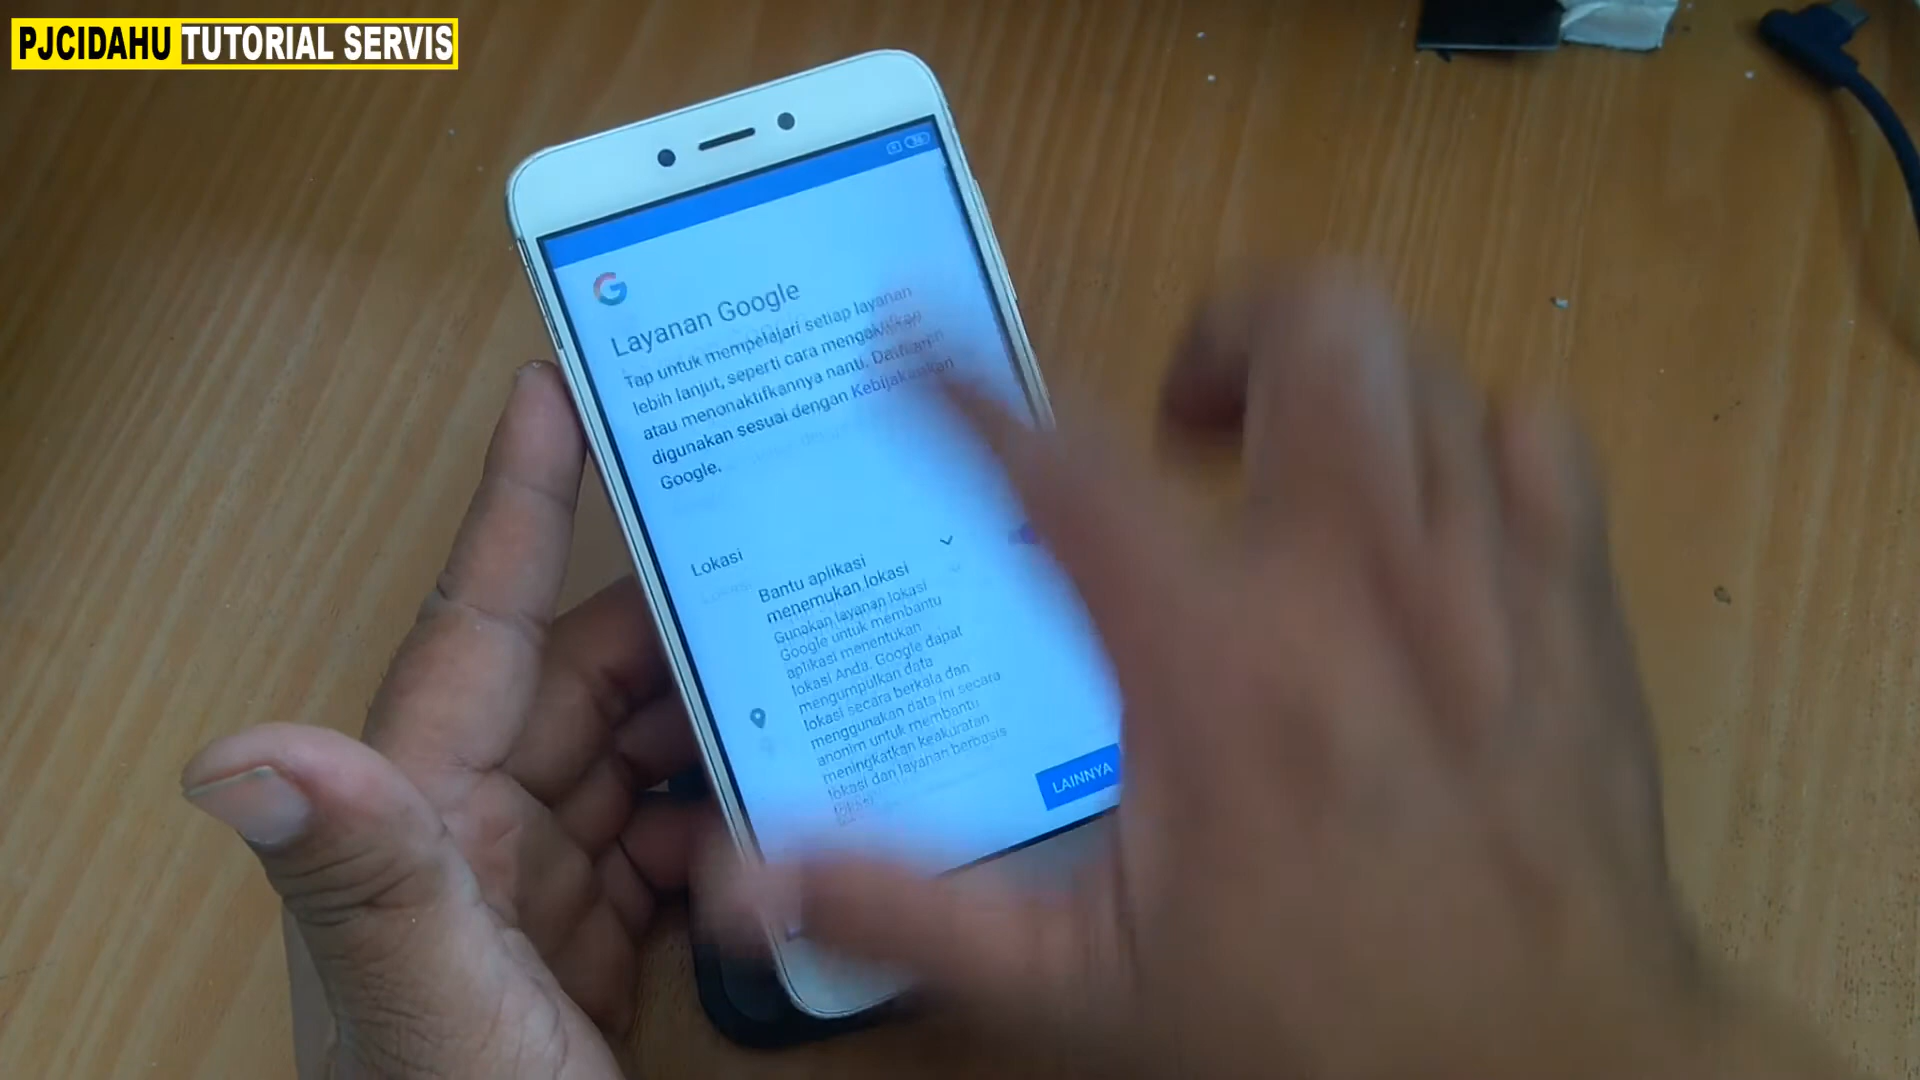 PJCIDAHU TUTORIAL SERVIS
Layanan Google
Tap untuk mempelajari setiap layanan
lebih lanjut, seperti cara mengaktifkan
atau menonaktifkannya nanti. Data
digunakan sesuai dengan Kebijakan
Google.
Lokasi
Bantu aplikasi
menemukan lokasi
Gunakan layanan lokasi
Google untuk membantu
aplikasi menentukan
lokasi Anda. Google dapat
mengumpulkan data
lokasi secara berkala dan
menggunakan data ini secara
anonim untuk membantu
meningkatkan keakuratan
lokasi dan layanan berbasis
lokasi.
LAINNYA